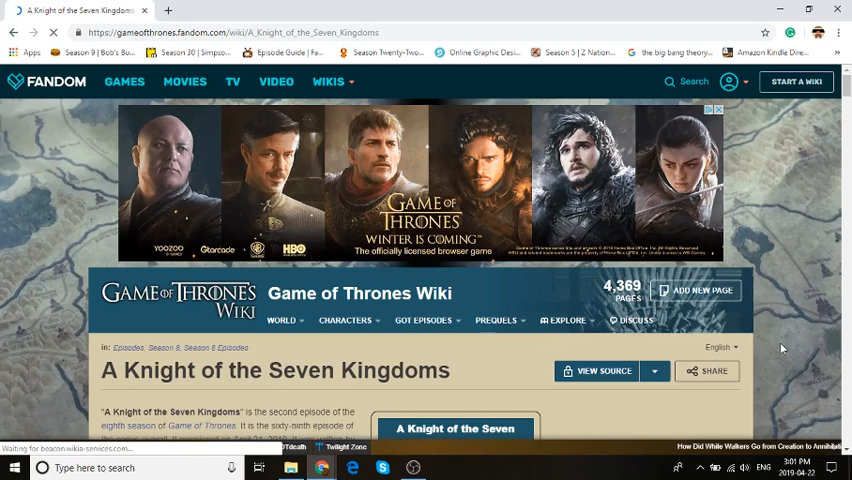 A Knight of the Seven Kingdoms
https://gameofthrones.fandom.com/wiki/A_Knight_of_the_Seven_Kingdoms
Apps Season 9 | Bob's Bu... Season 30 | Simpso... Episode Guide | Fa... Season Twenty-Two... Online Graphic Desi... Season 5 | Z Nation... the big bang theory... Amazon Kindle Dire...
FANDOM GAMES MOVIES TV VIDEO WIKIS Search START A WIKI
GAME OF
THRONES
WINTER IS COMING™
The officially licensed browser game
YOOZOO GAMES Gtarcade WB HBO
GAME OF THRONES
WIKI
Game of Thrones Wiki
4,369
PAGES
ADD NEW PAGE
WORLD CHARACTERS GOT EPISODES PREQUELS EXPLORE DISCUSS
in: Episodes, Season 8, Season 8 Episodes
English
A Knight of the Seven Kingdoms
VIEW SOURCE
SHARE
"A Knight of the Seven Kingdoms" is the second episode of the
eighth season of Game of Thrones. It is the sixty-ninth episode of
A Knight of the Seven
Waiting for beacon.wikia-services.com...
OTdeath Twilight Zone How Did White Walkers Go from Creation to Annihilati
Type here to search
ENG
3:01 PM
2019-04-22